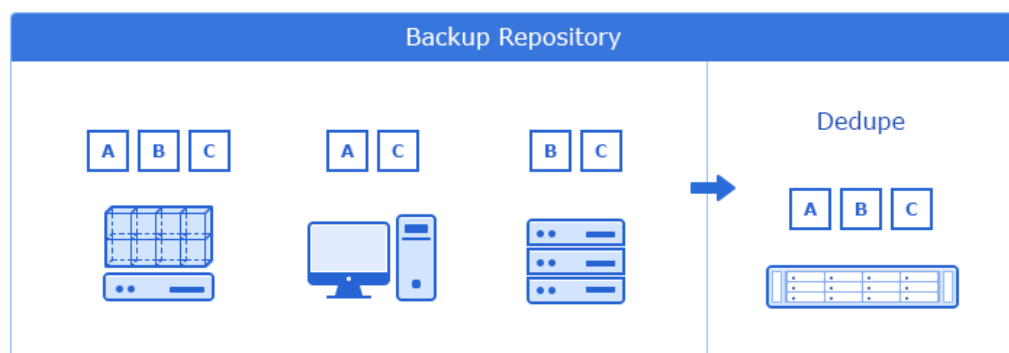 Backup Repository
Dedupe
A B C
A C
B C
A B C